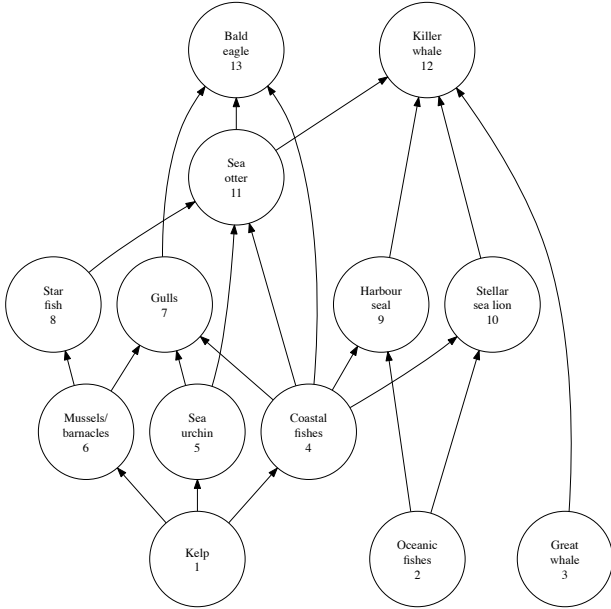 Bald
eagle
13
Killer
whale
12
Sea
otter
11
Star
fish
8
Gulls
7
Harbour
seal
9
Stellar
sea lion
10
Mussels/
barnacles
6
Sea
urchin
5
Coastal
fishes
4
Kelp
1
Oceanic
fishes
2
Great
whale
3